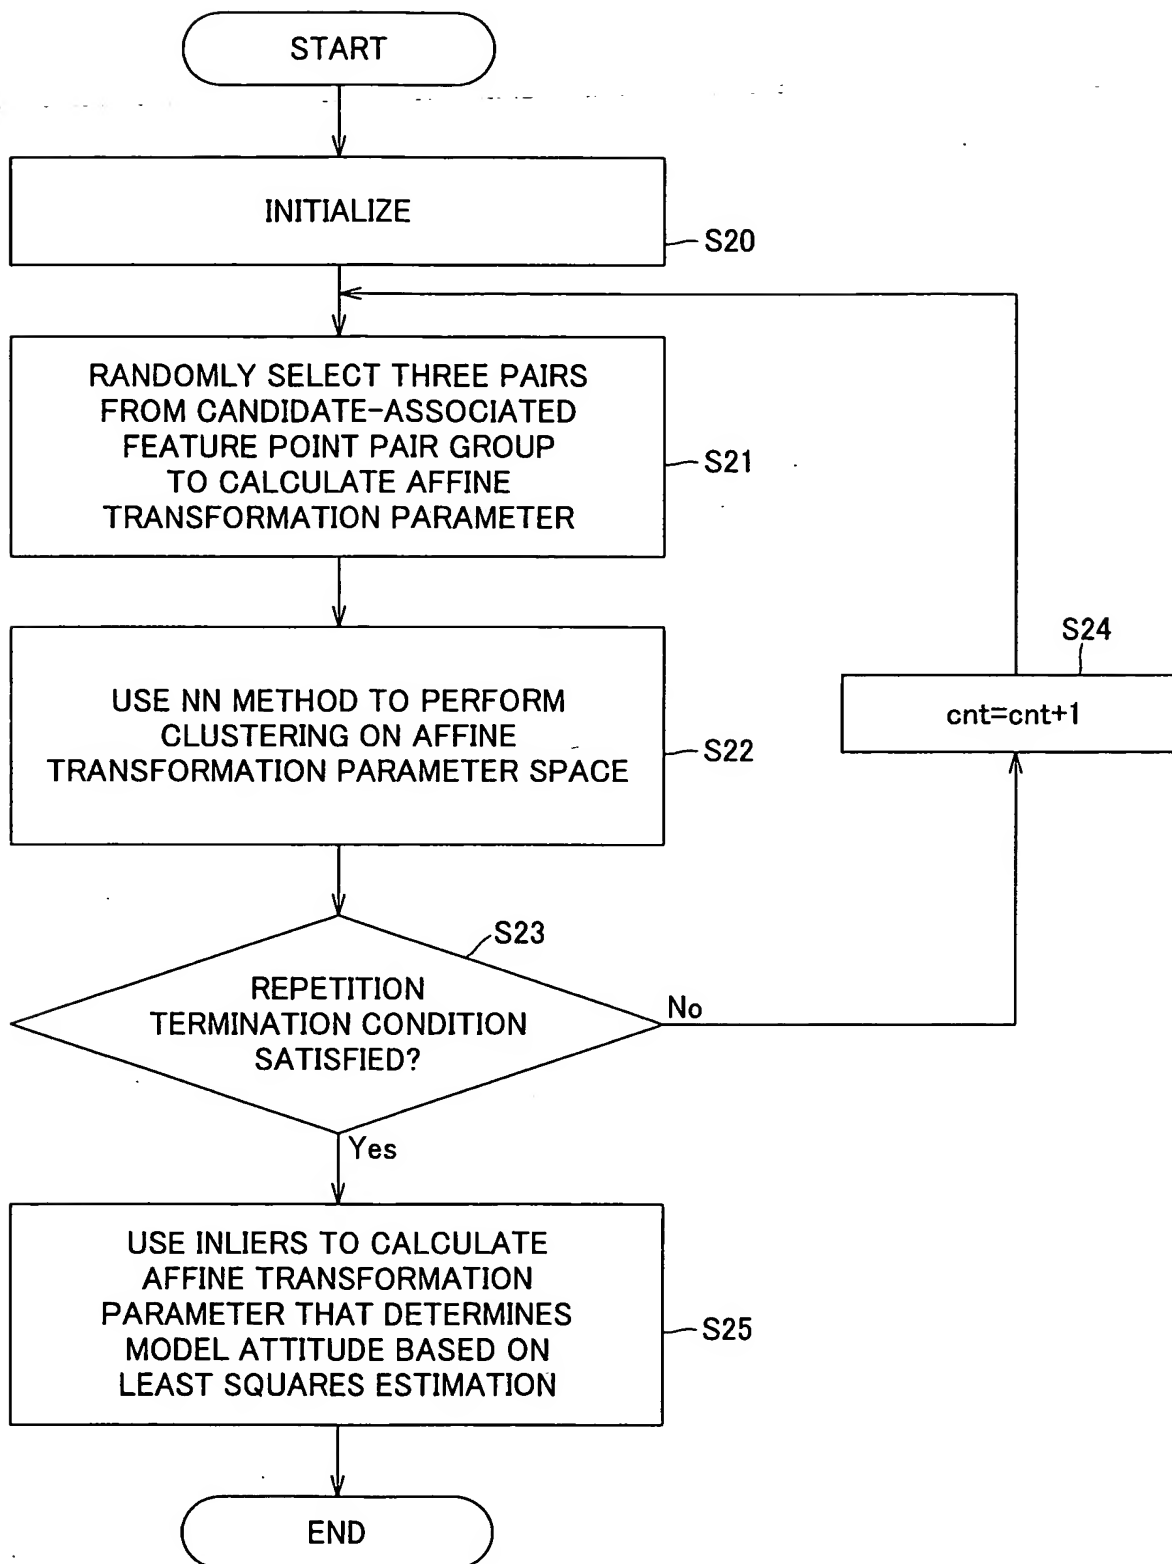 START
INITIALIZE
S20
RANDOMLY SELECT THREE PAIRS
FROM CANDIDATE-ASSOCIATED
FEATURE POINT PAIR GROUP
TO CALCULATE AFFINE
TRANSFORMATION PARAMETER
S21
USE NN METHOD TO PERFORM
CLUSTERING ON AFFINE
TRANSFORMATION PARAMETER SPACE
S22
S24
cnt=cnt+1
S23
REPETITION
TERMINATION CONDITION
SATISFIED?
No
Yes
USE INLIERS TO CALCULATE
AFFINE TRANSFORMATION
PARAMETER THAT DETERMINES
MODEL ATTITUDE BASED ON
LEAST SQUARES ESTIMATION
S25
END